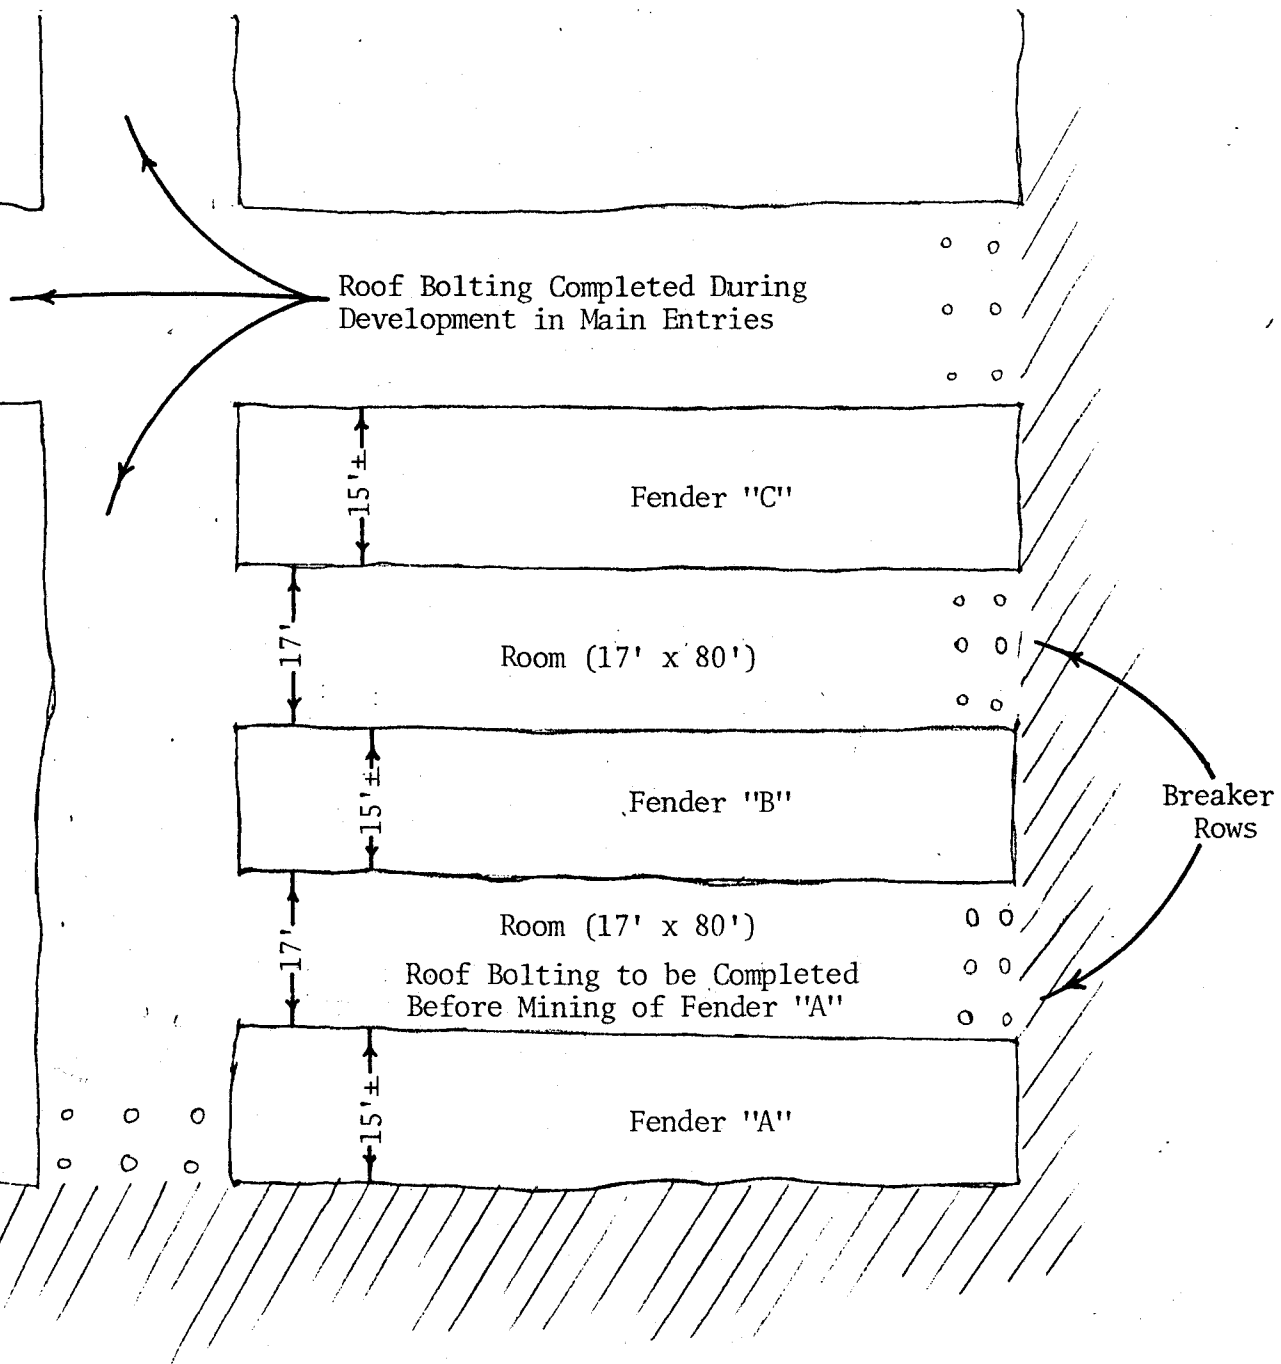 Roof Bolting Completed During
Development in Main Entries
15'±
Fender "C"
17'
Room (17' x 80')
15'±
Fender "B"
Breaker
Rows
17'
Room (17' x 80')
Roof Bolting to be Completed
Before Mining of Fender "A"
15'±
Fender "A"